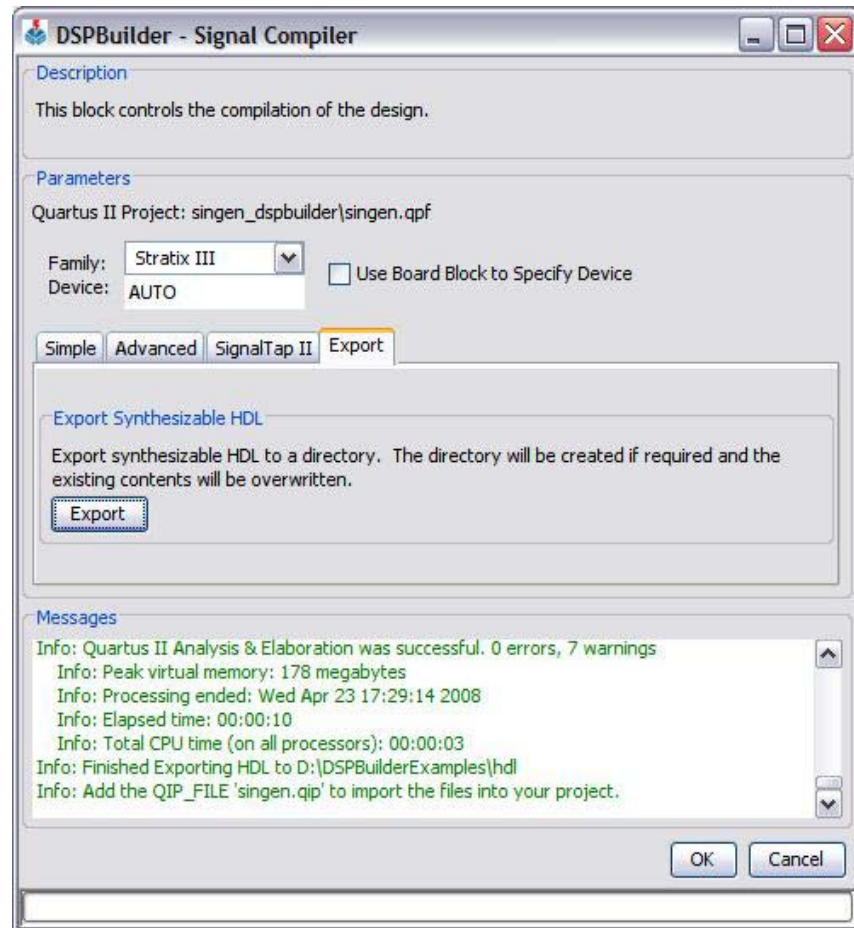 DSPBuilder - Signal Compiler
Description
This block controls the compilation of the design.
Parameters
Quartus II Project: singen_dspbuilder\singen.qpf
Family:
Stratix III
Device:
AUTO
Use Board Block to Specify Device
Simple Advanced SignalTap II Export
Export Synthesizable HDL
Export synthesizable HDL to a directory.  The directory will be created if required and the
existing contents will be overwritten.
Export
Messages
Info: Quartus II Analysis & Elaboration was successful. 0 errors, 7 warnings
Info: Peak virtual memory: 178 megabytes
Info: Processing ended: Wed Apr 23 17:29:14 2008
Info: Elapsed time: 00:00:10
Info: Total CPU time (on all processors): 00:00:03
Info: Finished Exporting HDL to D:\DSPBuilderExamples\hdl
Info: Add the QIP_FILE 'singen.qip' to import the files into your project.
OK Cancel